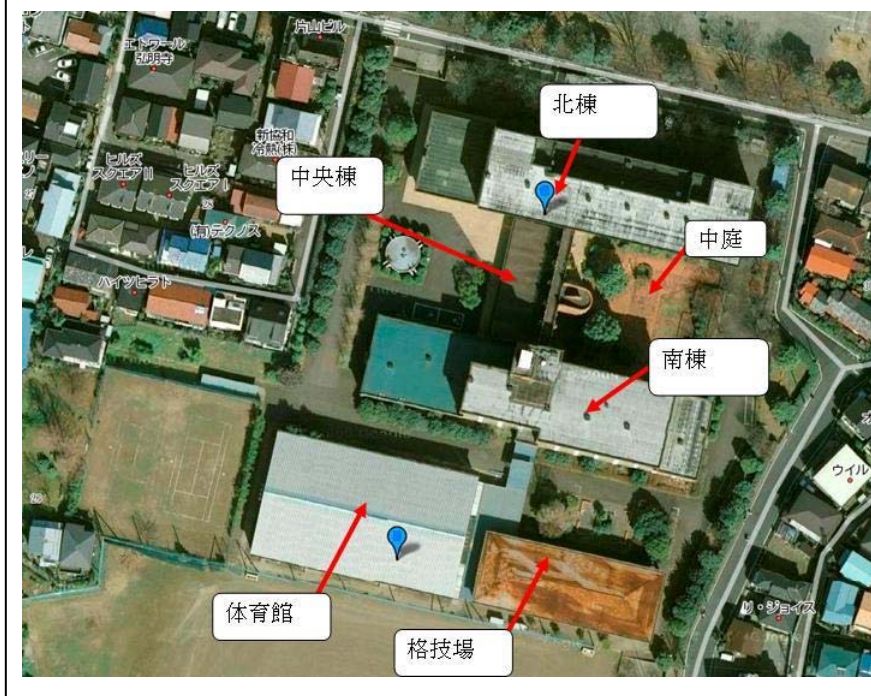 片山ビル
エトワール
弘明寺
北棟
新協和
冷熱(株)
ヒルズ
スクエアII
ヒルズ
スクエアI
中央棟
(有)テクノス
中庭
ハイツヒラト
南棟
ウイル
体育館
格技場
リ・ジョイス